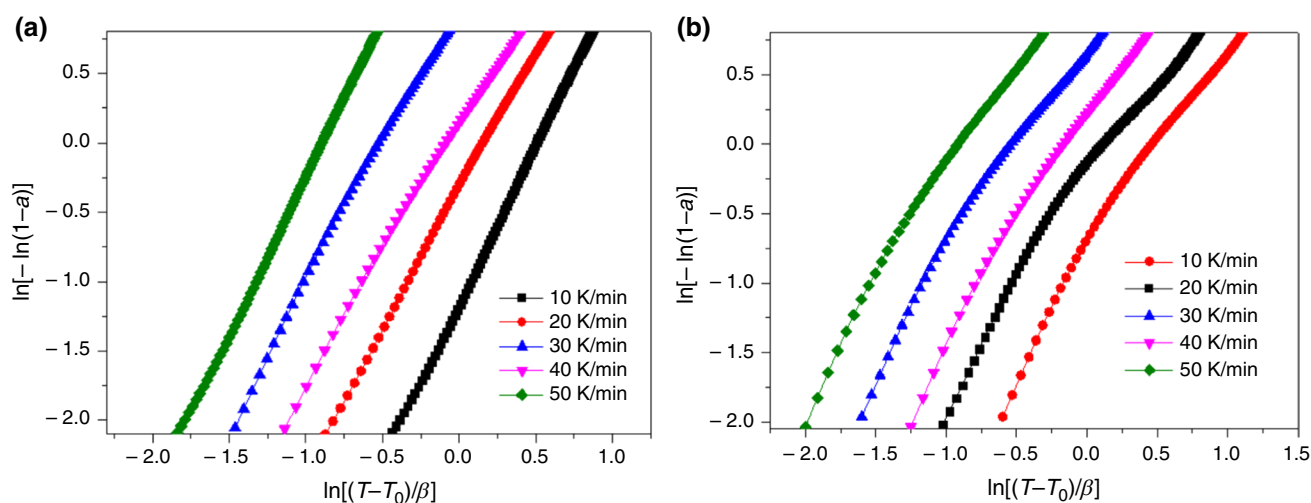 (a)
0.5
0.0
– 0.5
– 1.0
– 1.5
– 2.0
ln[– ln(1–a)]
– 2.0 – 1.5 – 1.0 – 0.5 0.0 0.5 1.0
ln[(T–T0)/β]
10 K/min
20 K/min
30 K/min
40 K/min
50 K/min
(b)
0.5
0.0
– 0.5
– 1.0
– 1.5
– 2.0
ln[– ln(1–a)]
– 2.0 – 1.5 – 1.0 – 0.5 0.0 0.5 1.0 1.5
ln[(T–T0)/β]
10 K/min
20 K/min
30 K/min
40 K/min
50 K/min